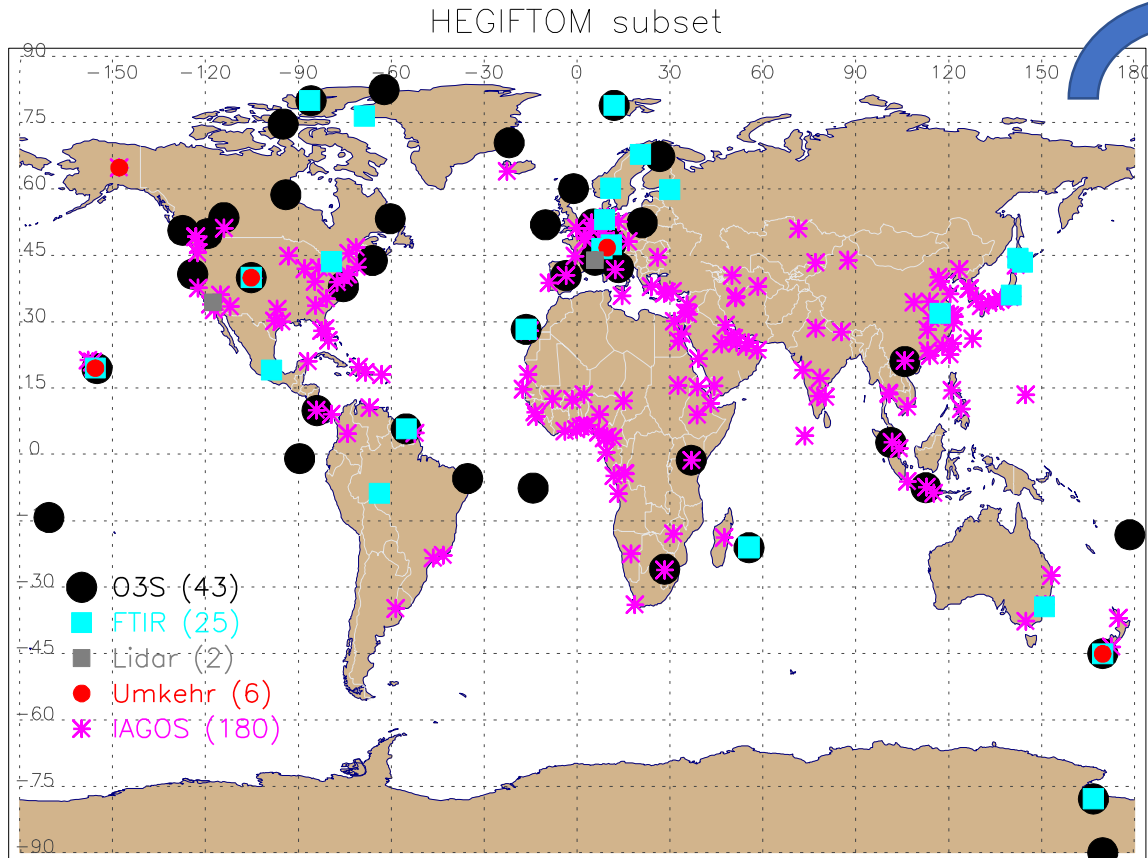 HEGIFTOM subset
90
−150 −120 −90 −60 −30 0 30 60 90 120 150 180
75
60
45
30
15
0
−30
O3S (43)
FTIR (25)
−45
Lidar (2)
Umkehr (6)
−60
IAGOS (180)
−75
−90